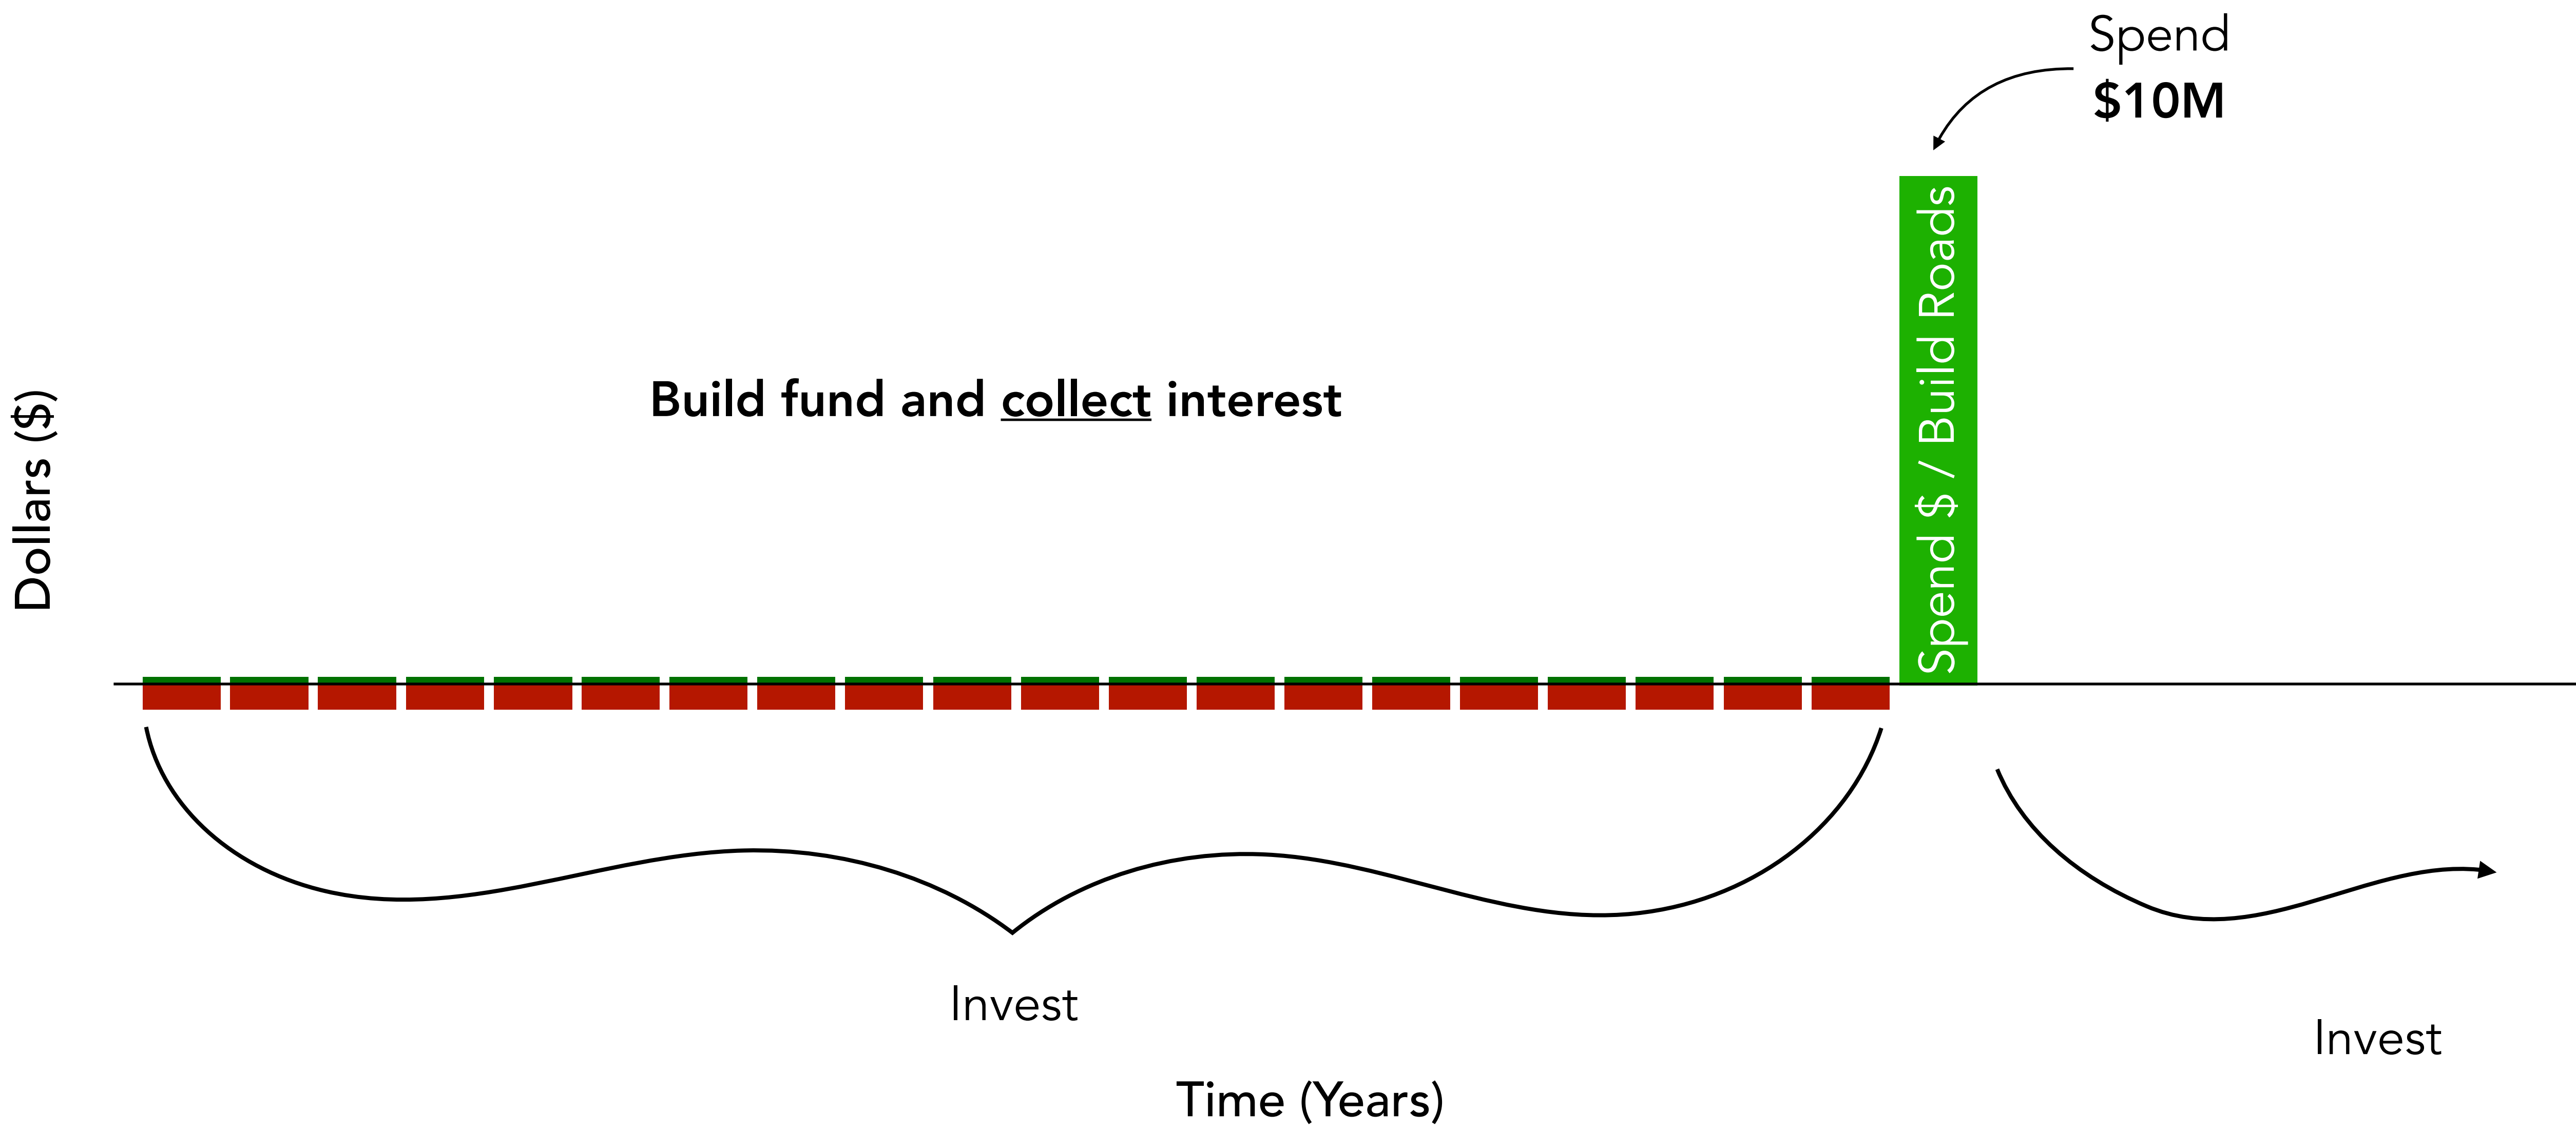 Spend
$10M
Dollars ($)
Build fund and collect interest
Spend $ / Build Roads
Invest
Invest
Time (Years)